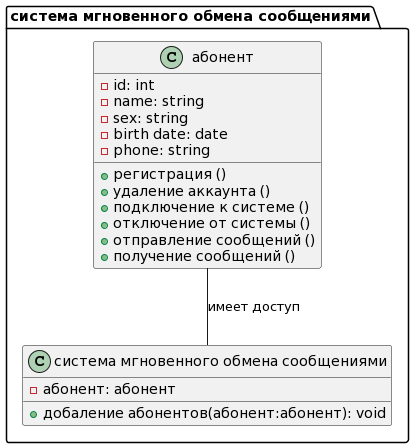 система мгновенного обмена сообщениями
C абонент
id: int
name: string
sex: string
birth date: date
phone: string
регистрация ()
удаление аккаунта ()
подключение к системе ()
отключение от системы ()
отправление сообщений ()
получение сообщений ()
имеет доступ
C система мгновенного обмена сообщениями
абонент: абонент
добаление абонентов(абонент:абонент): void